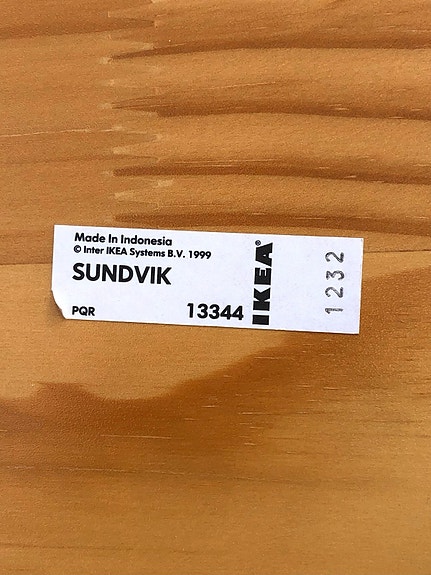 Made In Indonesia
© Inter IKEA Systems B.V. 1999
SUNDVIK
PQR 13344
IKEA®
1232